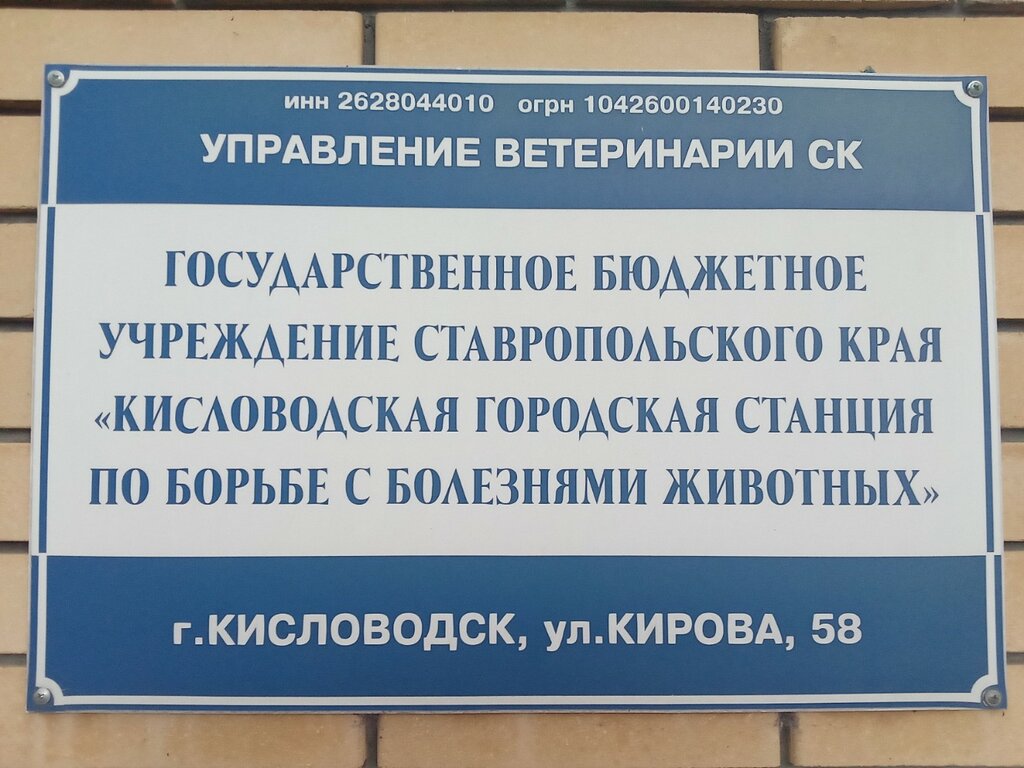 инн 2628044010 огрн 1042600140230
УПРАВЛЕНИЕ ВЕТЕРИНАРИИ СК
ГОСУДАРСТВЕННОЕ БЮДЖЕТНОЕ
УЧРЕЖДЕНИЕ СТАВРОПОЛЬСКОГО КРАЯ
«КИСЛОВОДСКАЯ ГОРОДСКАЯ СТАНЦИЯ
ПО БОРЬБЕ С БОЛЕЗНЯМИ ЖИВОТНЫХ»
г.КИСЛОВОДСК, ул.КИРОВА, 58